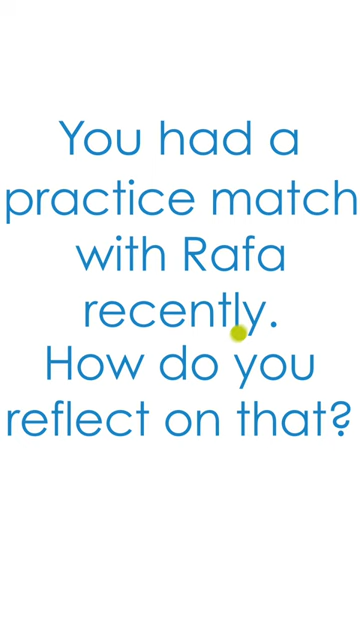 You had a
practice match
with Rafa
recently.
How do you
reflect on that?